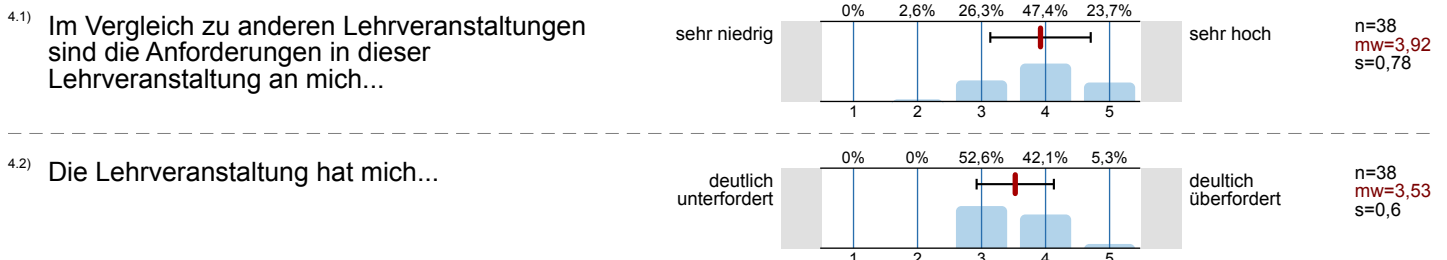 4.1) Im Vergleich zu anderen Lehrveranstaltungen
sind die Anforderungen in dieser
Lehrveranstaltung an mich...
sehr niedrig
0% 2,6% 26,3% 47,4% 23,7%
1 2 3 4 5
sehr hoch
n=38
mw=3,92
s=0,78
4.2) Die Lehrveranstaltung hat mich...
deutlich
unterfordert
0% 0% 52,6% 42,1% 5,3%
1 2 3 4 5
deultich
überfordert
n=38
mw=3,53
s=0,6